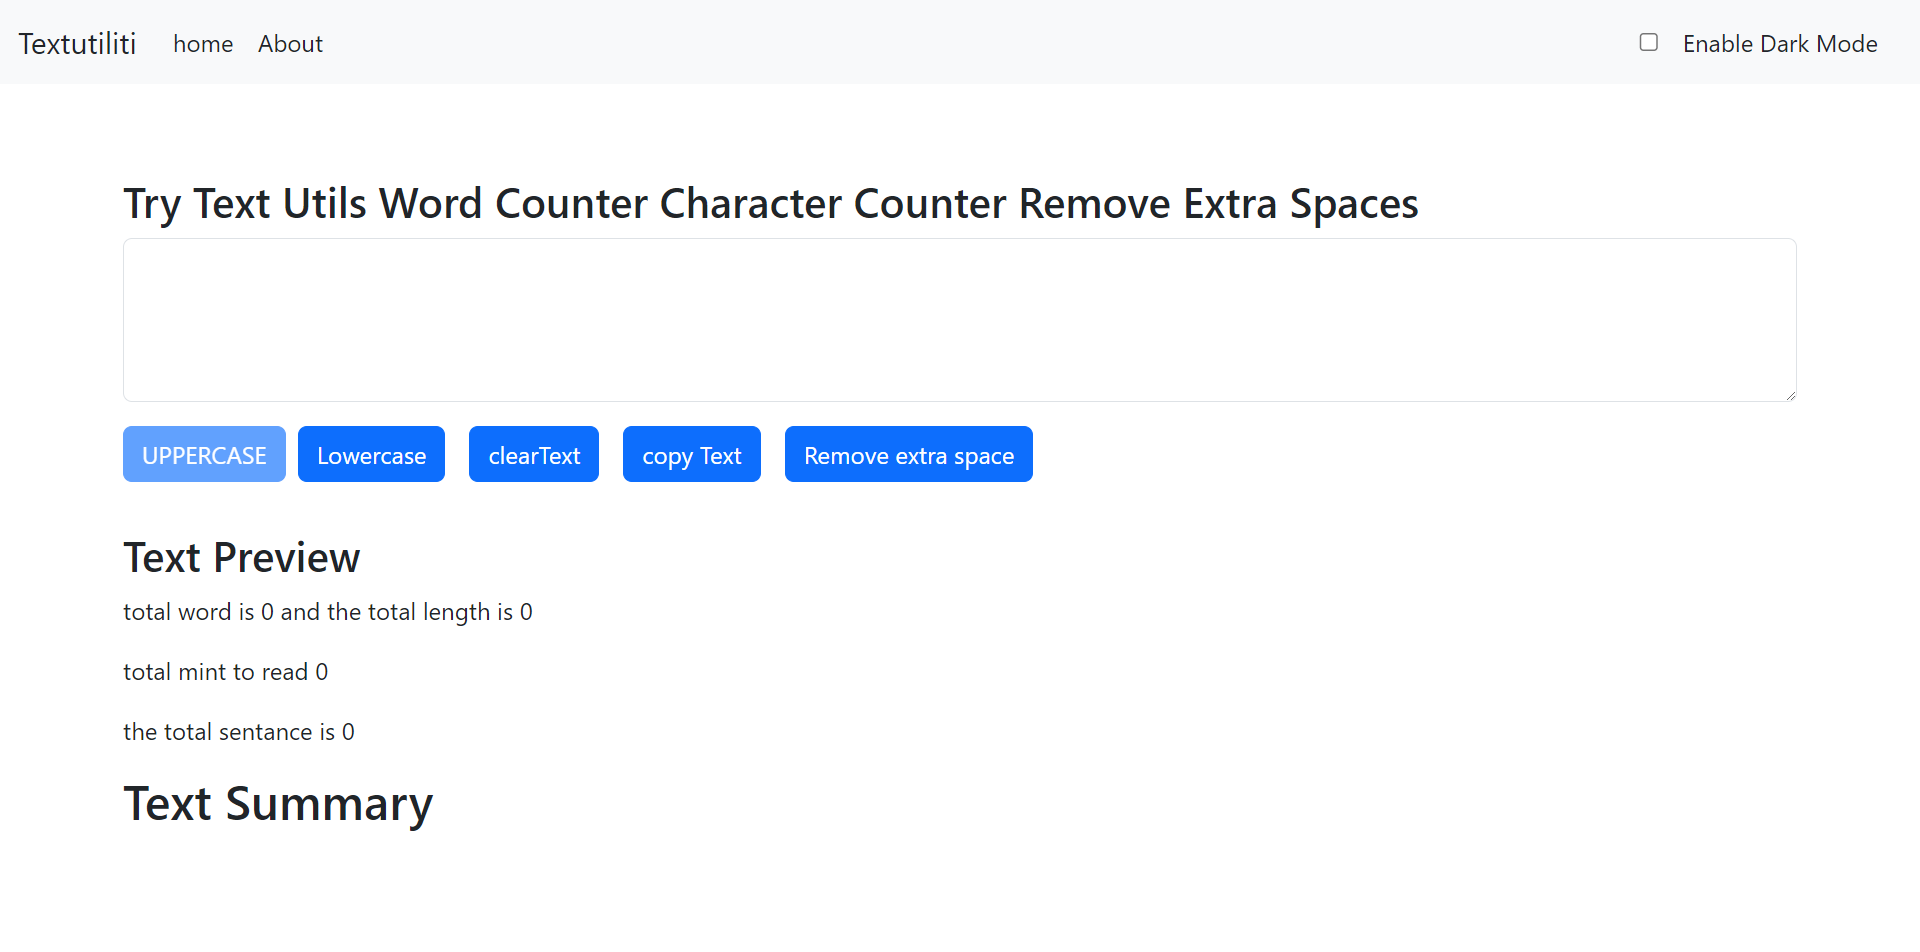 Textutiliti home About Enable Dark Mode
Try Text Utils Word Counter Character Counter Remove Extra Spaces
UPPERCASE Lowercase clearText copy Text Remove extra space
Text Preview
total word is 0 and the total length is 0
total mint to read 0
the total sentance is 0
Text Summary